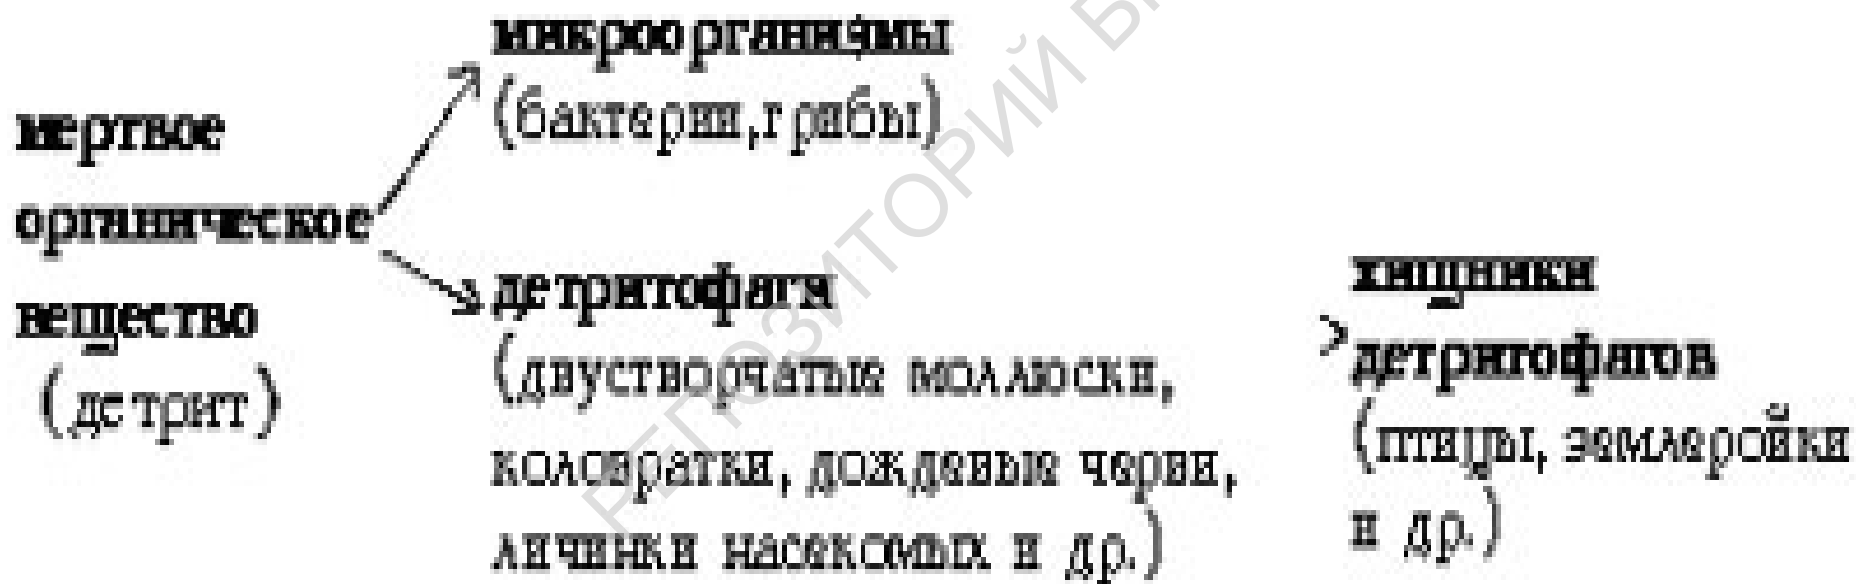 мертвое
органическое
вещество
(детрит)
микроорганизмы
(бактерии,грибы)
детритофаги
(двустворчатые моллюски,
коловратки, дождевые черви,
личинки насекомых и др.)
хищники
детритофагов
(птицы, землеройки
и др.)
РЕПОЗИТОРИЙ